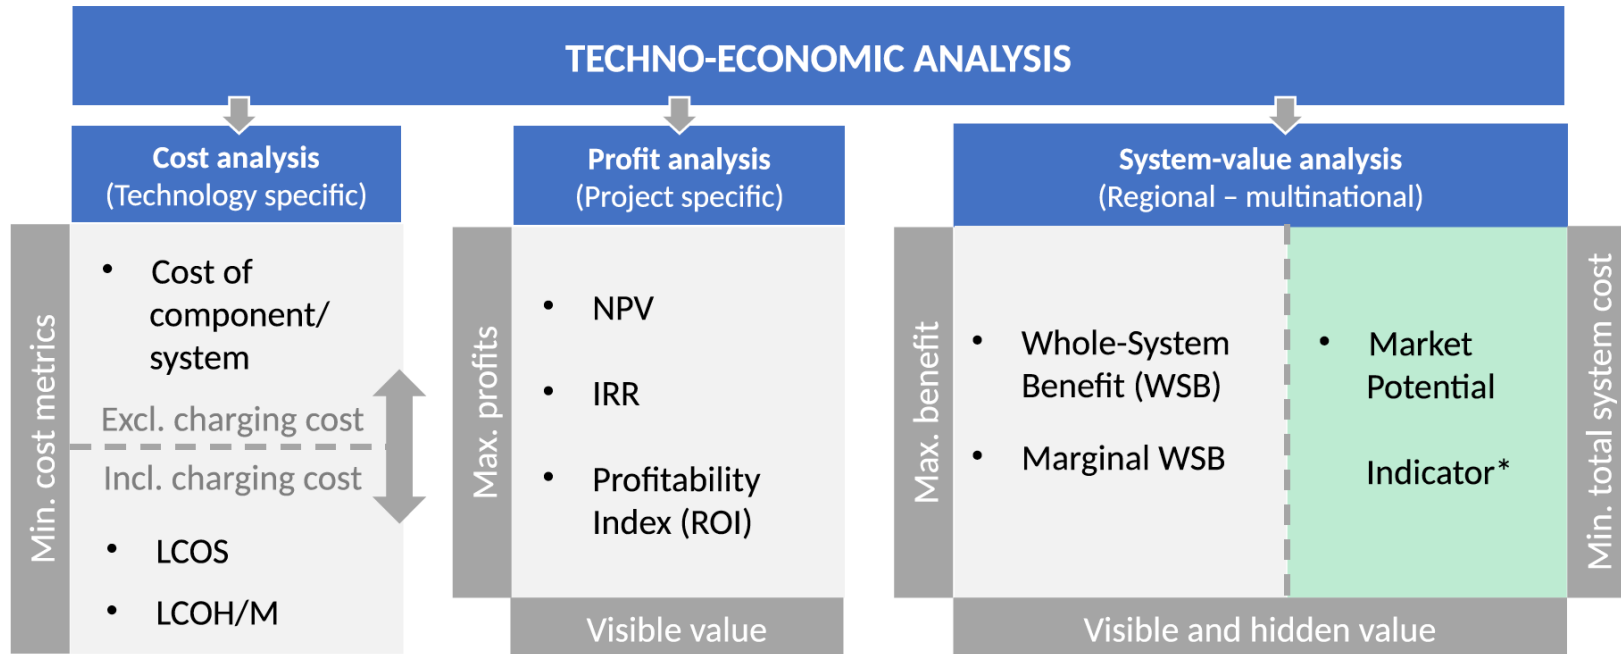 TECHNO-ECONOMIC ANALYSIS
Cost analysis
(Technology specific)
Min. cost metrics
• Cost of
component/
system
Excl. charging cost
Incl. charging cost
• LCOS
• LCOH/M
Profit analysis
(Project specific)
Max. profits
• NPV
• IRR
• Profitability
Index (ROI)
Visible value
System-value analysis
(Regional – multinational)
Max. benefit
• Whole-System
Benefit (WSB)
• Marginal WSB
• Market
Potential
Indicator*
Min. total system cost
Visible and hidden value